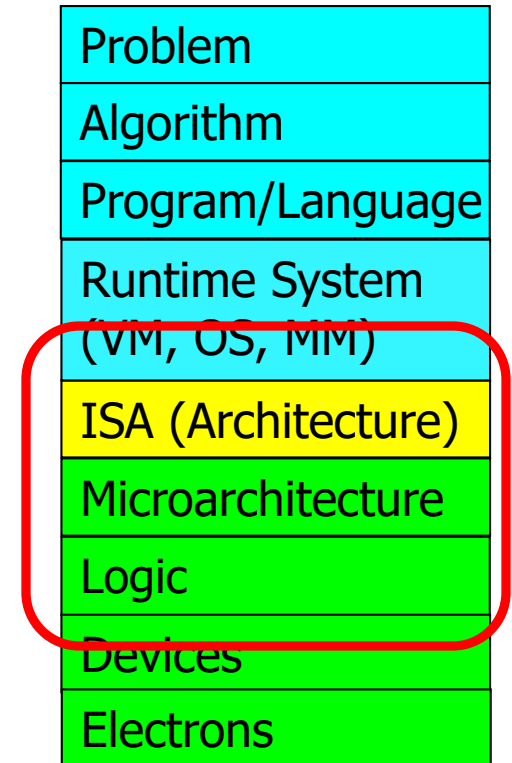 Problem
Algorithm
Program/Language
Runtime System
(VM, OS, MM)
ISA (Architecture)
Microarchitecture
Logic
Devices
Electrons